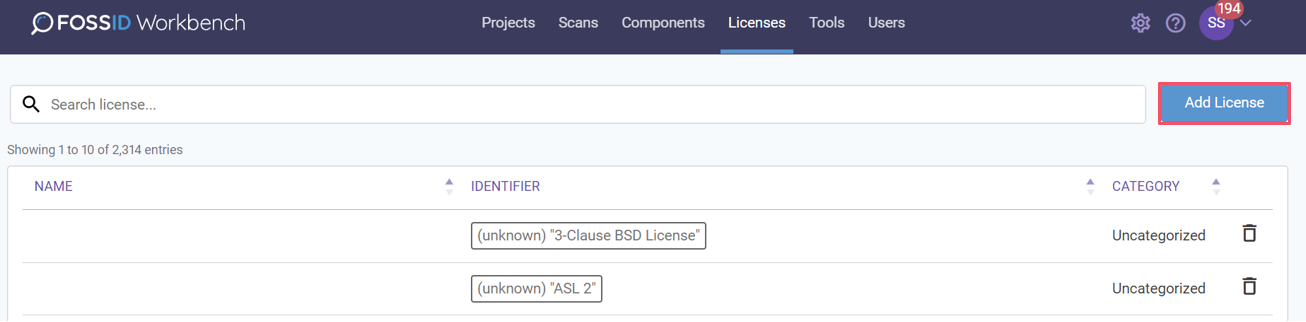 FOSSID Workbench Projects Scans Components Licenses Tools Users 194 SS
Search license... Add License
Showing 1 to 10 of 2,314 entries
NAME IDENTIFIER CATEGORY
(unknown) "3-Clause BSD License" Uncategorized
(unknown) "ASL 2" Uncategorized